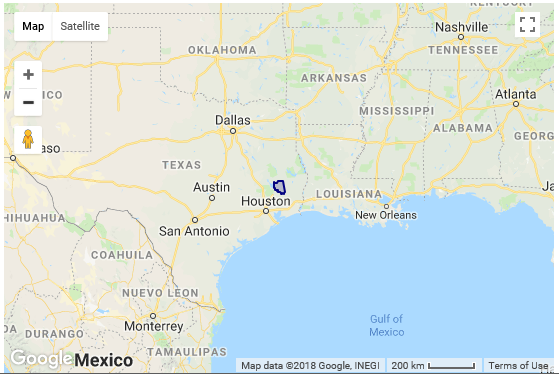 Map Satellite
Nashville
TENNESSEE
OKLAHOMA
ARKANSAS
Atlanta
MISSISSIPPI
ALABAMA
GEORG
W MEXICO
Dallas
aso
TEXAS
Austin
LOUISIANA
Houston
New Orleans
Ja
HIHUAHUA
San Antonio
COAHUILA
NUEVO LEON
Monterrey
Gulf of
Mexico
DURANGO
TAMAULIPAS
Google
Mexico
Map data ©2018 Google, INEGI 200 km Terms of Use